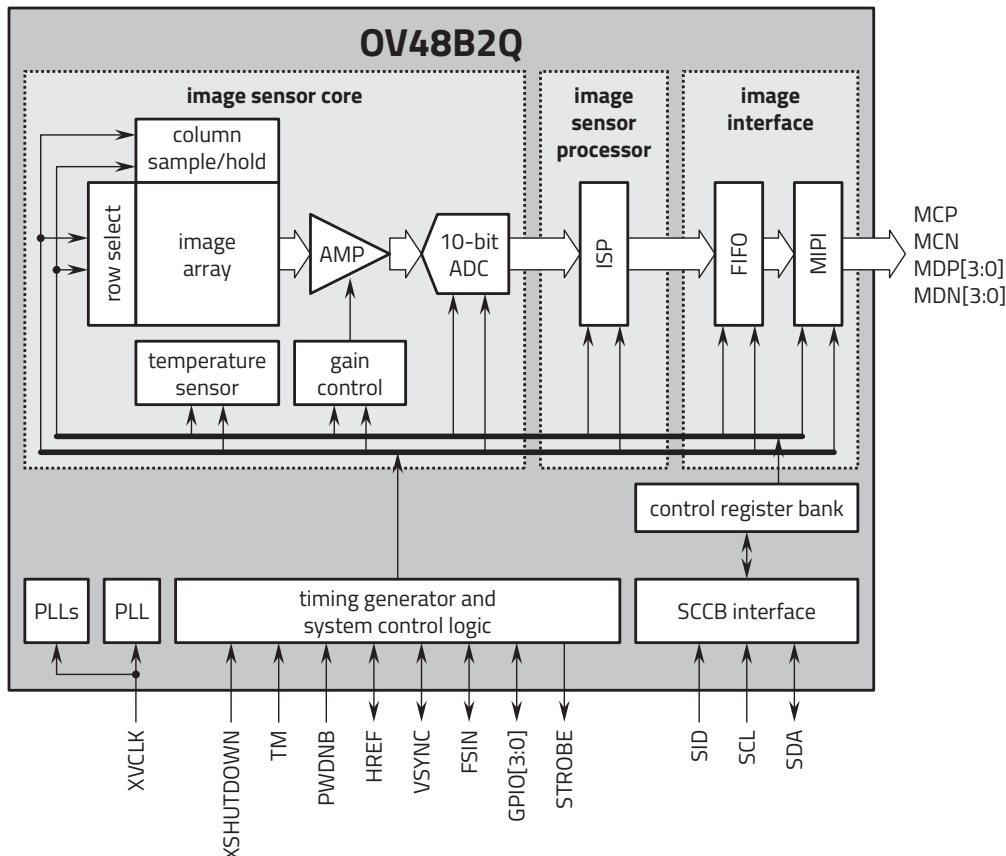 OV48B2Q
image sensor core
image
sensor
processor
image
interface
column
sample/hold
row select
image
array
AMP
10-bit
ADC
ISP
FIFO
MIPI
MCP
MCN
MDP[3:0]
MDN[3:0]
temperature
sensor
gain
control
control register bank
PLLs
PLL
timing generator and
system control logic
SCCB interface
XVCLK
XSHUTDOWN
TM
PWDNB
HREF
VSYNC
FSIN
GPIO[3:0]
STROBE
SID
SCL
SDA